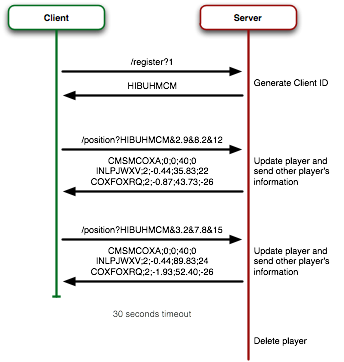 Client
Server
/register?1
Generate Client ID
HIBUHMCM
/position?HIBUHMCM&2.9&8.2&12
CMSMCOXA;0;0;40;0
INLPJWXV;2;-0.44;35.83;22
COXFOXRQ;2;-0.87;43.73;-26
Update player and
send other player's
information
/position?HIBUHMCM&3.2&7.8&15
CMSMCOXA;0;0;40;0
INLPJWXV;2;-0.44;89.83;24
COXFOXRQ;2;-1.93;52.40;-26
Update player and
send other player's
information
30 seconds timeout
Delete player